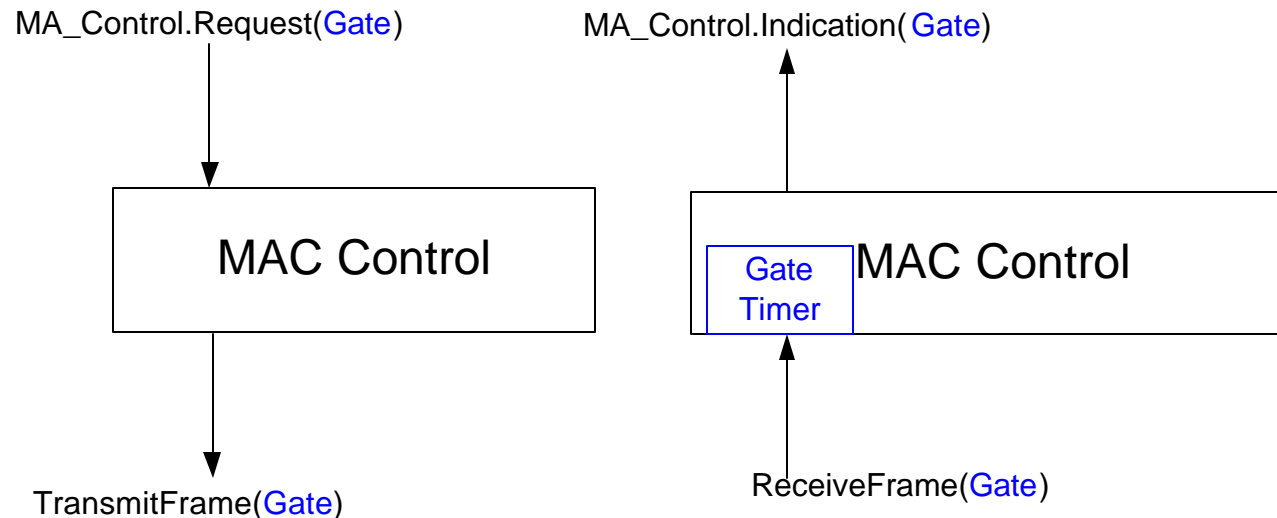 MA_Control.Request(Gate)
MA_Control.Indication( Gate)
MAC Control
MAC Control
Gate
Timer
TransmitFrame(Gate)
ReceiveFrame(Gate)